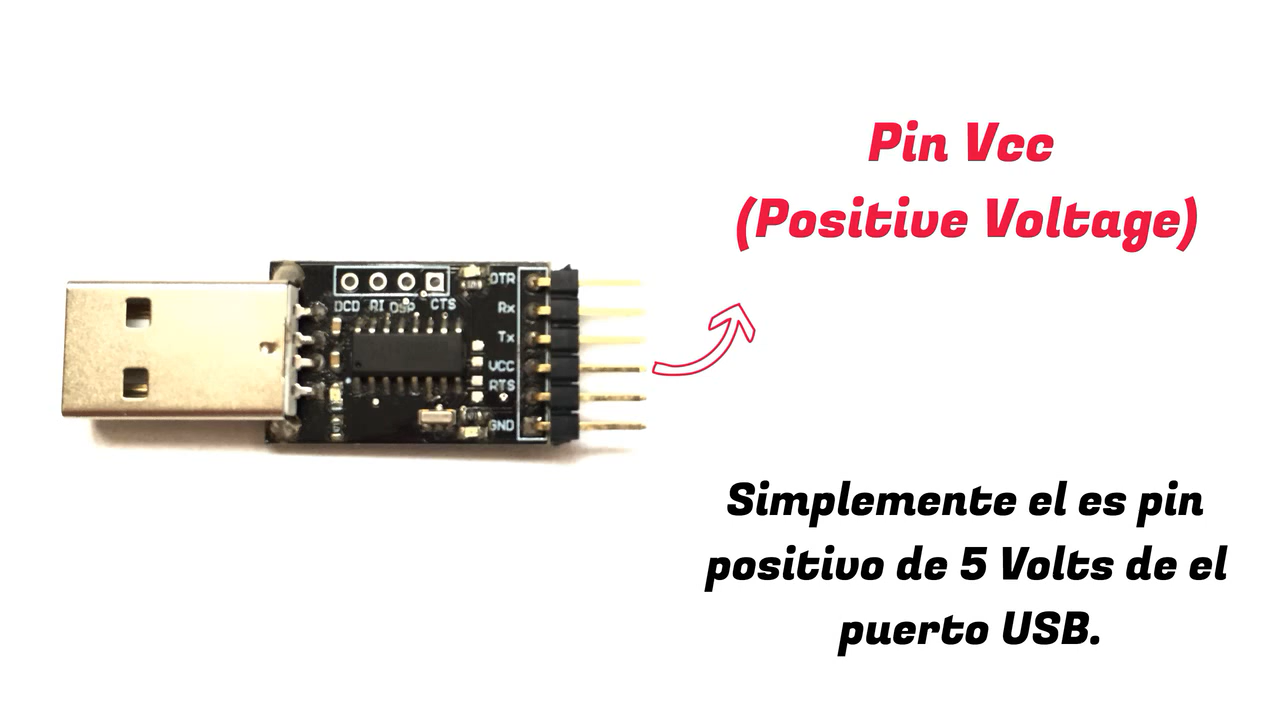 Pin Vcc
(Positive Voltage)
DTR
DCD RI DSR CTS
Rx
Tx
VCC
RTS
GND
Simplemente el es pin
positivo de 5 Volts de el
puerto USB.